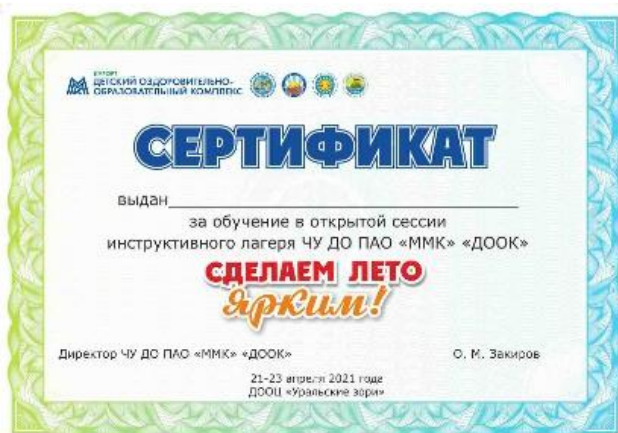 КУРОРТ
ДЕТСКИЙ ОЗДОРОВИТЕЛЬНО-
ОБРАЗОВАТЕЛЬНЫЙ КОМПЛЕКС
СЕРТИФИКАТ
выдан
за обучение в открытой сессии
инструктивного лагеря ЧУ ДО ПАО «ММК» «ДООК»
СДЕЛАЕМ ЛЕТО
ярким!
Директор ЧУ ДО ПАО «ММК» «ДООК» О. М. Закиров
21-23 апреля 2021 года
ДООЦ «Уральские зори»